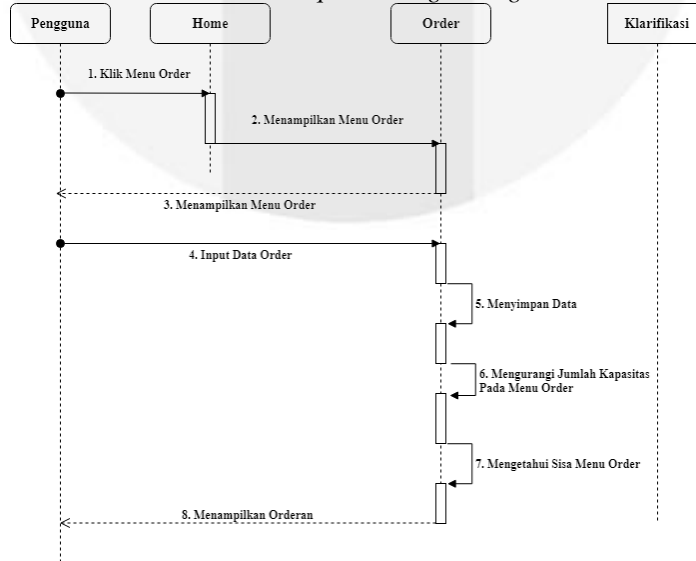 Pengguna
Home
Order
Klarifikasi
1. Klik Menu Order
2. Menampilkan Menu Order
3. Menampilkan Menu Order
4. Input Data Order
5. Menyimpan Data
6. Mengurangi Jumlah Kapasitas
Pada Menu Order
7. Mengetahui Sisa Menu Order
8. Menampilkan Orderan